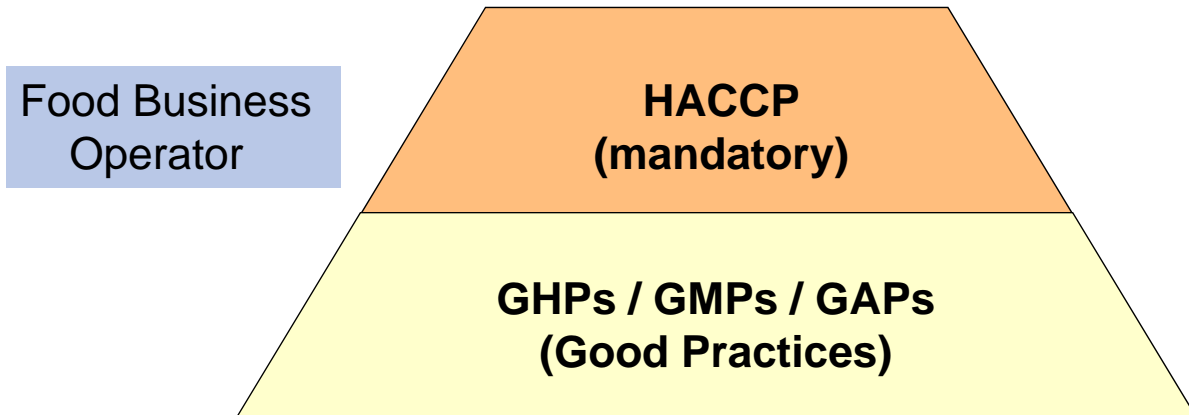 Food Business
Operator
HACCP
(mandatory)
GHPs / GMPs / GAPs
(Good Practices)